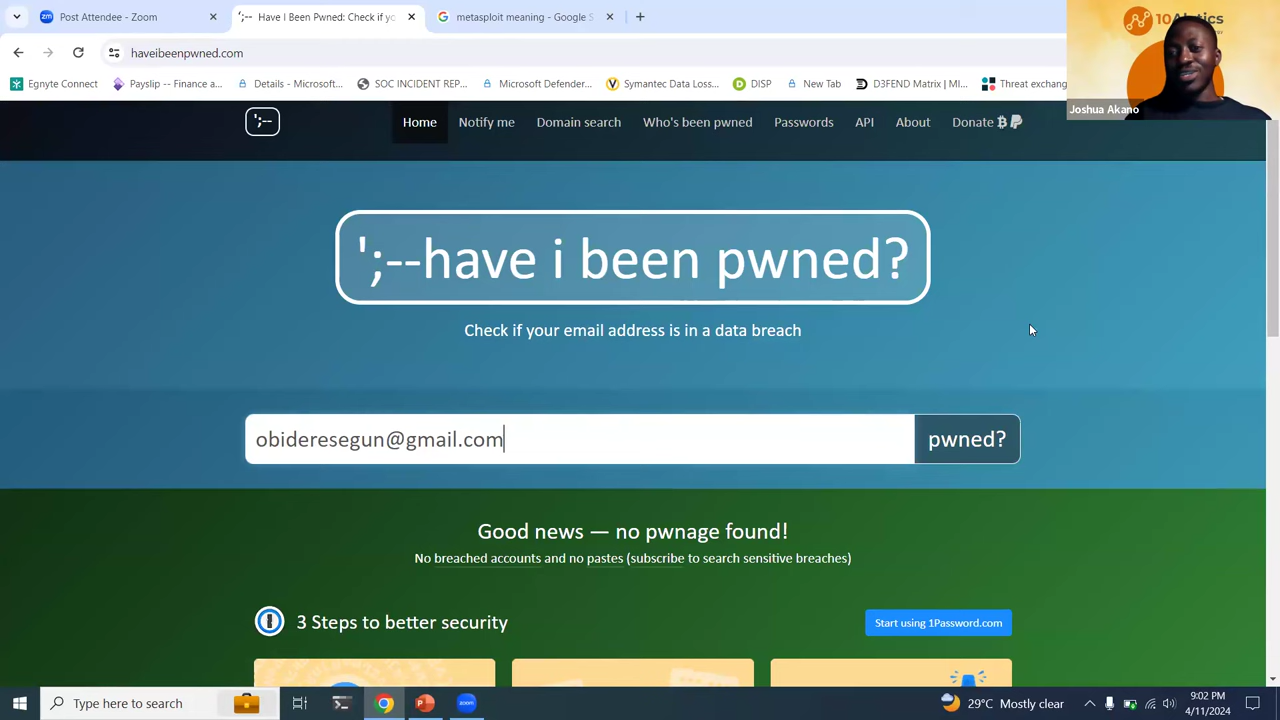 Post Attendee - Zoom
';-- Have I Been Pwned: Check if yo
metasploit meaning - Google S
haveibeenpwned.com
Egnyte Connect
Payslip -- Finance a...
Details - Microsoft...
SOC INCIDENT REP...
Microsoft Defender...
Symantec Data Loss...
DISP
New Tab
D3FEND Matrix | MI...
Threat exchang
Joshua Akano
';--
Home
Notify me
Domain search
Who's been pwned
Passwords
API
About
Donate
';--have i been pwned?
Check if your email address is in a data breach
obideresegun@gmail.com
pwned?
Good news — no pwnage found!
No breached accounts and no pastes (subscribe to search sensitive breaches)
3 Steps to better security
Start using 1Password.com
Type here to search
29°C Mostly clear
9:02 PM
4/11/2024